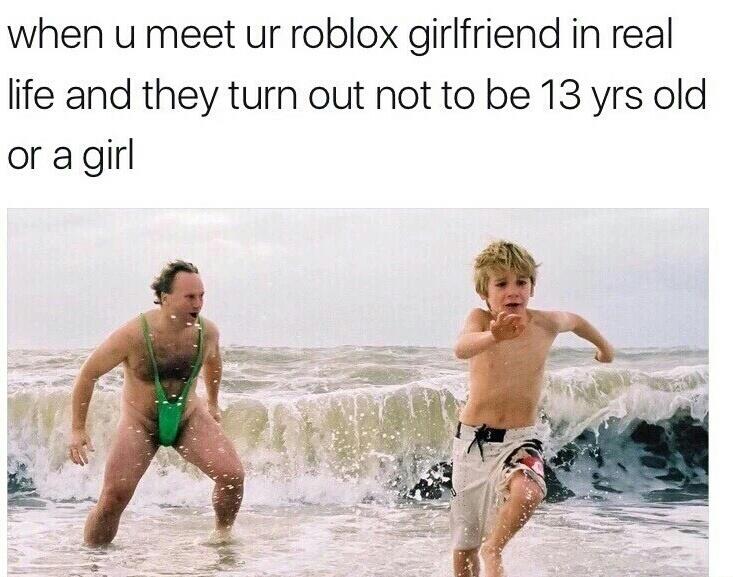 when u meet ur roblox girlfriend in real
life and they turn out not to be 13 yrs old
or a girl